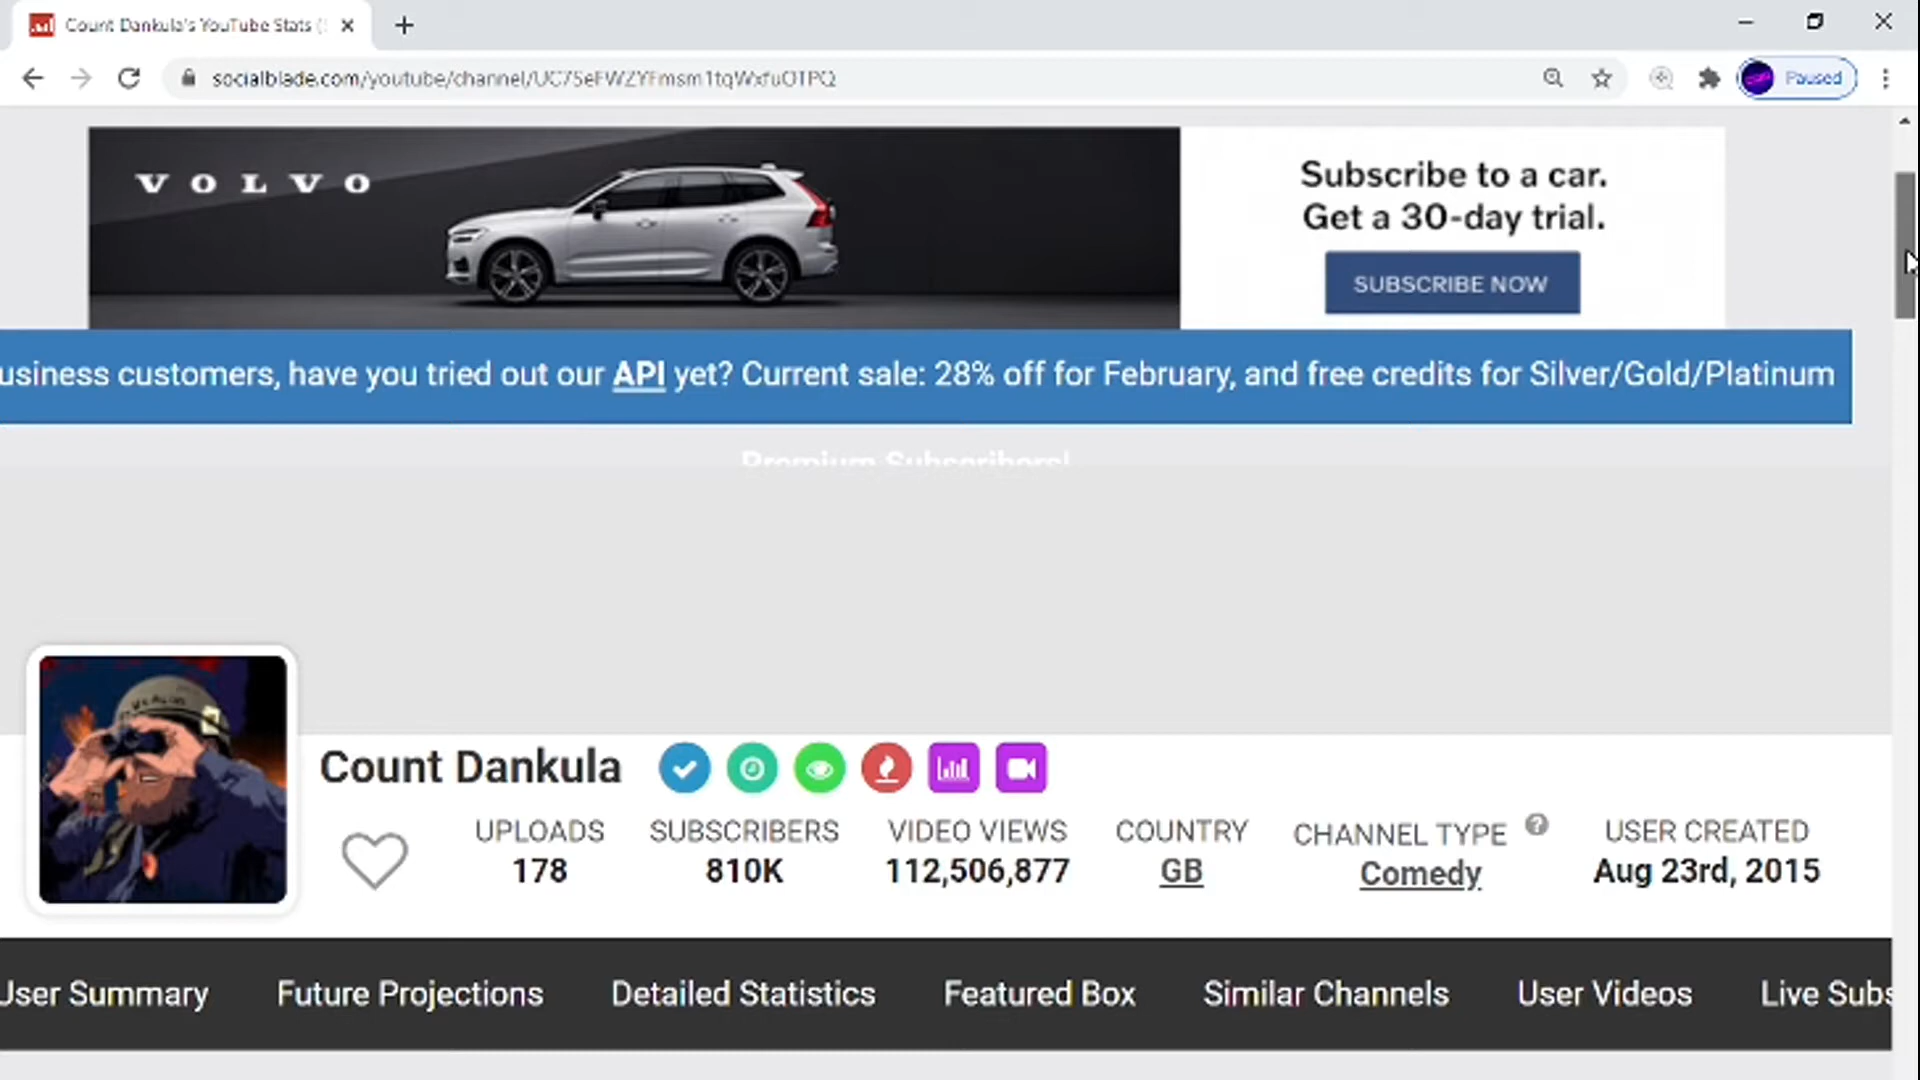 Count Dankula's YouTube Stats (
socialblade.com/youtube/channel/UC7SeFWZYFmsm1tqWxfuOTPQ
Paused
VOLVO
Subscribe to a car.
Get a 30-day trial.
SUBSCRIBE NOW
usiness customers, have you tried out our API yet? Current sale: 28% off for February, and free credits for Silver/Gold/Platinum
Premium Subscribers!
Count Dankula
UPLOADS
178
SUBSCRIBERS
810K
VIDEO VIEWS
112,506,877
COUNTRY
GB
CHANNEL TYPE
Comedy
USER CREATED
Aug 23rd, 2015
User Summary
Future Projections
Detailed Statistics
Featured Box
Similar Channels
User Videos
Live Subs